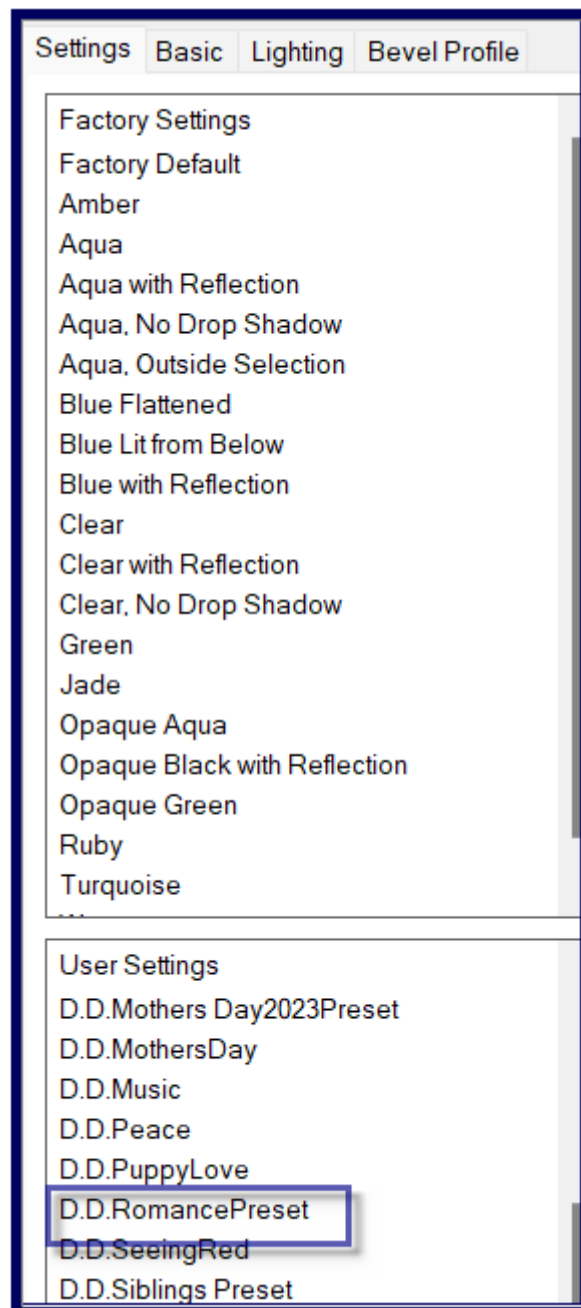 Settings Basic Lighting Bevel Profile
Factory Settings
Factory Default
Amber
Aqua
Aqua with Reflection
Aqua, No Drop Shadow
Aqua, Outside Selection
Blue Flattened
Blue Lit from Below
Blue with Reflection
Clear
Clear with Reflection
Clear, No Drop Shadow
Green
Jade
Opaque Aqua
Opaque Black with Reflection
Opaque Green
Ruby
Turquoise
User Settings
D.D.Mothers Day2023Preset
D.D.MothersDay
D.D.Music
D.D.Peace
D.D.PuppyLove
D.D.RomancePreset
D.D.SeeingRed
D.D.Siblings Preset